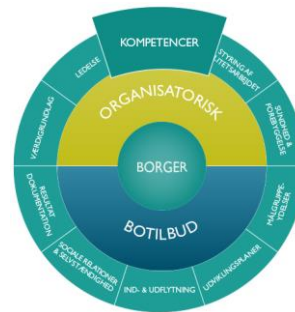 KOMPETENCER
LEDELSE
STYRING AF
KVALITETSARBEJDET
VÆRDIGRUNDLAG
ORGANISATORISK
SUNDHED &
FOREBYGGELSE
BORGER
RESULTAT
DOKUMENTATION
BOTILBUD
MÅLGRUPPE-
YDELSER
SOCIALE RELATIONER
& SELVSTÆNDIGHED
IND- & UDFLYTNING
UDVIKLINGSPLANER